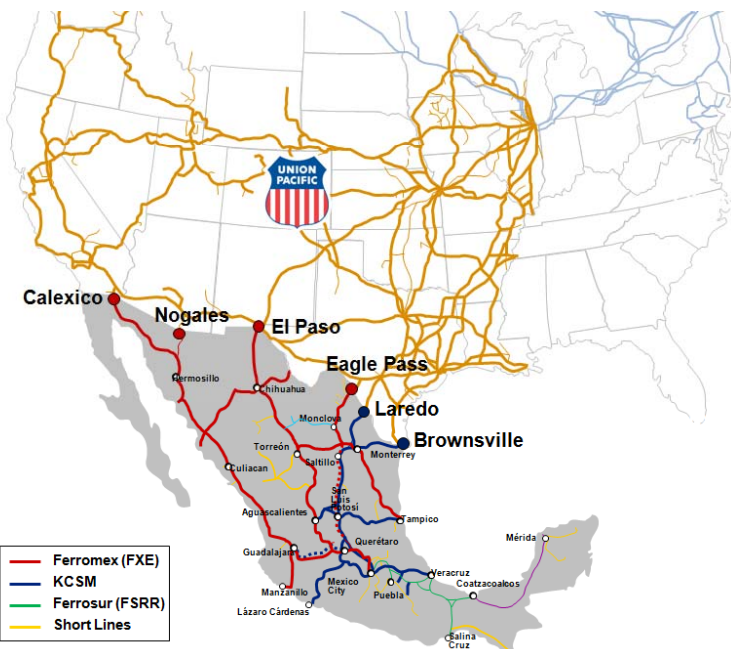 UNION
PACIFIC
Calexico
Nogales
El Paso
Eagle Pass
Laredo
Brownsville
Hermosillo
Chihuahua
Monclova
Torreón
Saltillo
Monterrey
Culiacan
San
Luis
Potosi
Aguascalientes
Tampico
Mérida
Querétaro
Guadalajara
Veracruz
Coatzacoalcos
Mexico
City
Puebla
Manzanillo
Lázaro Cárdenas
Salina
Cruz
Ferromex (FXE)
KCSM
Ferrosur (FSRR)
Short Lines